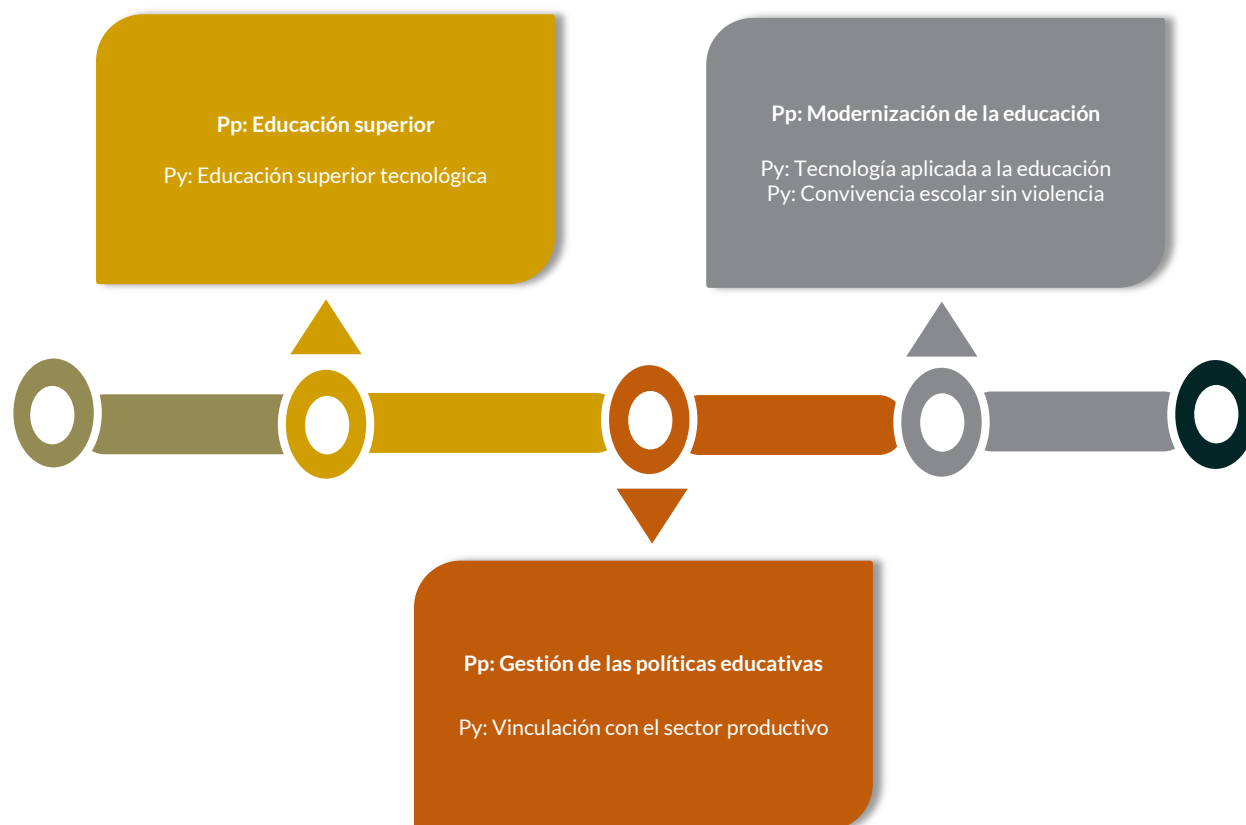 Pp: Educación superior
Py: Educación superior tecnológica
Pp: Modernización de la educación
Py: Tecnología aplicada a la educación
Py: Convivencia escolar sin violencia
Pp: Gestión de las políticas educativas
Py: Vinculación con el sector productivo